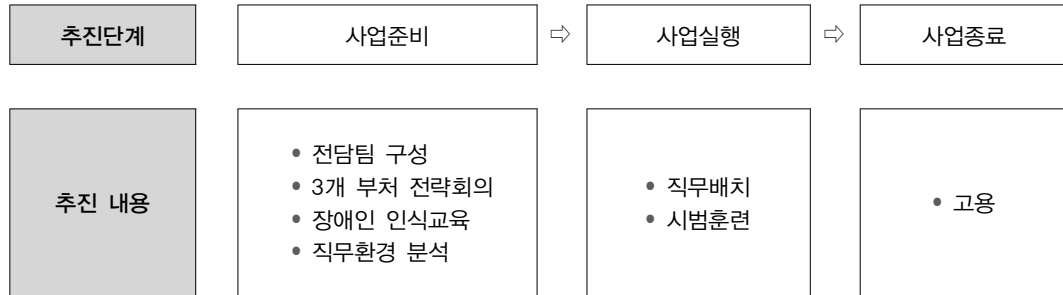 추진단계
사업준비
⇨
사업실행
⇨
사업종료
추진 내용
• 전담팀 구성
• 3개 부처 전략회의
• 장애인 인식교육
• 직무환경 분석
• 직무배치
• 시범훈련
• 고용